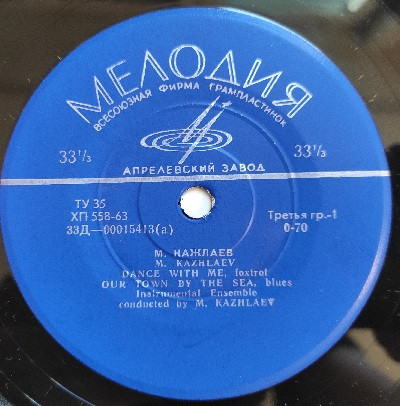 МЕЛОДИЯ
ВСЕСОЮЗНАЯ ФИРМА ГРАМПЛАСТИНОК
33⅓ 33⅓
АПРЕЛЕВСКИЙ ЗАВОД
ТУ 35
ХП 558-63 Третья гр.-1
33Д—00015413(а) 0-70
М. КАЖЛАЕВ
M. KAZHLAEV
DANCE WITH ME, foxtrot
OUR TOWN BY THE SEA, blues
Instrumental Ensemble
conducted by M. KAZHLAEV